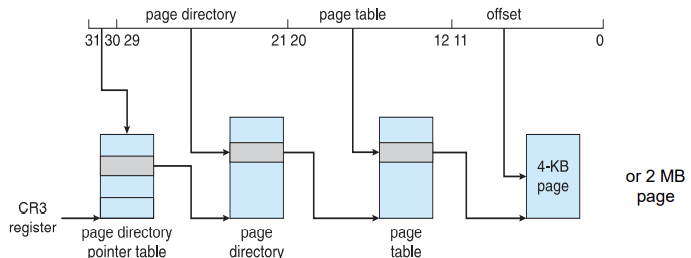 page directory page table offset
31 30 29 21 20 12 11 0
4-KB
page
or 2 MB
page
CR3
register
page directory
pointer table
page
directory
page
table